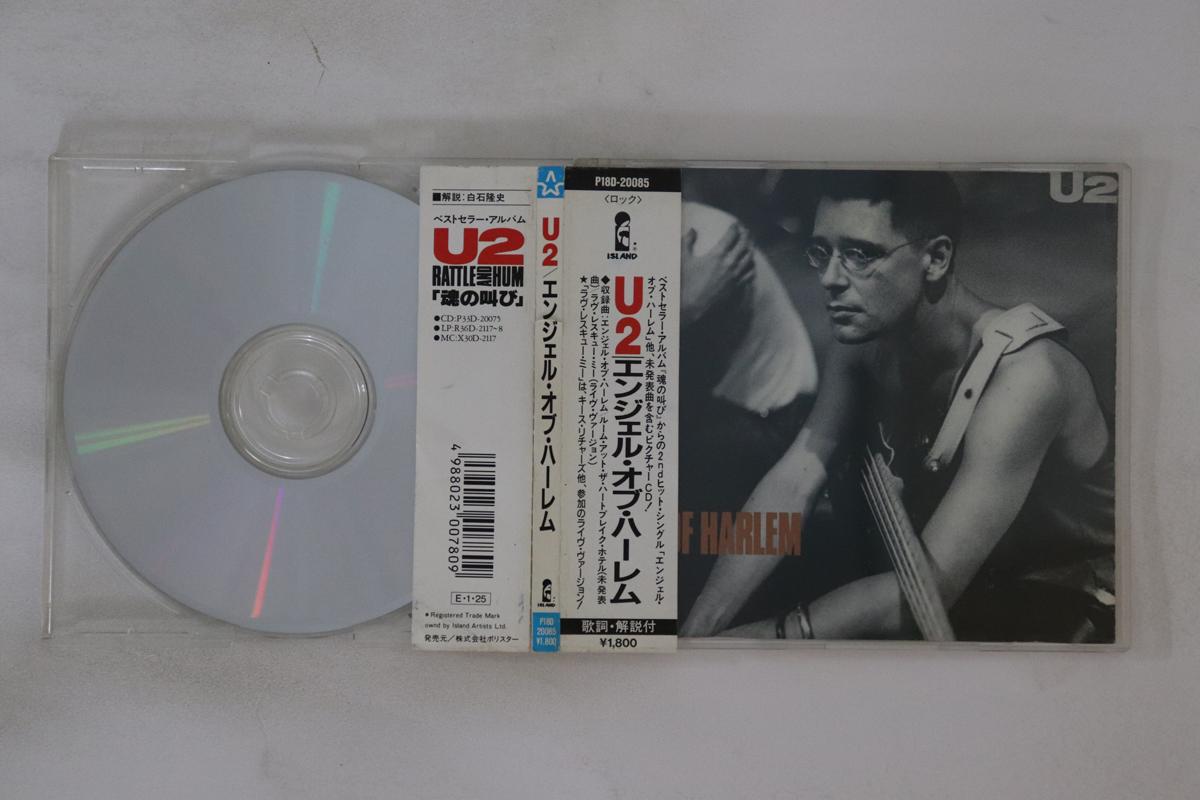 ■解説:白石隆史
ベストセラー・アルバム
U2
RATTLE AND HUM
「魂の叫び」
●CD:P33D-20075
●LP:R36D-2117~8
●MC:X30D-2117
4988023007809
E・1・25
* Registered Trade Mark
ownd by Island Artists Ltd.
発売元/株式会社ポリスター
U2/エンジェル・オブ・ハーレム
ISLAND
P18D
20085
¥1,800
P18D-20085
〈ロック〉
ISLAND
ベストセラー・アルバム「魂の叫び」からの2ndヒット・シングル「エンジェル・
オブ・ハーレム」他、未発表曲を含むピクチャーCD!
U2|エンジェル・オブ・ハーレム
◆収録曲:エンジェル・オブ・ハーレム/ルーム・アット・ザ・ハートブレイク・ホテル(未発表
曲)/ラヴ・レスキュー・ミー(ライヴ・ヴァージョン)
★「ラヴ・レスキュー・ミー」は、キース・リチャーズ他、参加のライヴ・ヴァージョン!
歌詞・解説付
¥1,800
U2
OF HARLEM